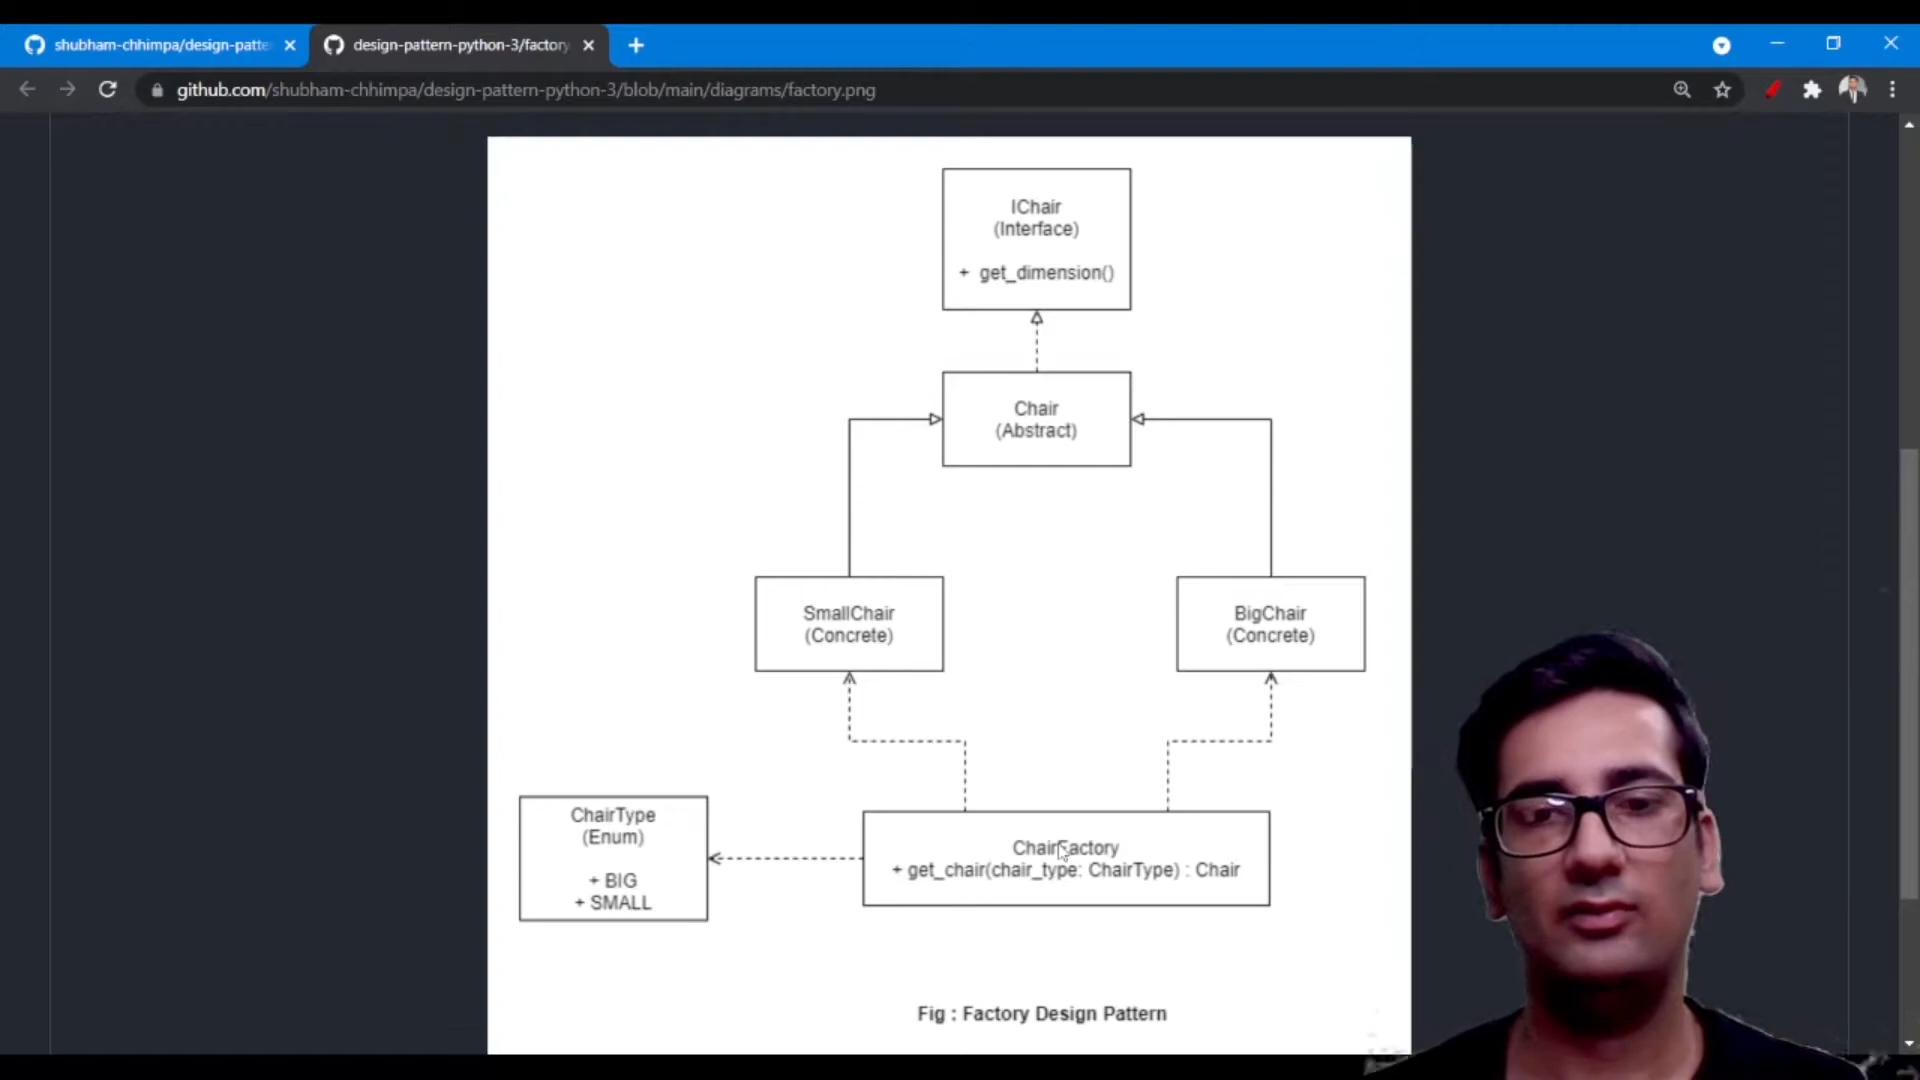 shubham-chhimpa/design-patte
design-pattern-python-3/factory
github.com/shubham-chhimpa/design-pattern-python-3/blob/main/diagrams/factory.png
IChair
(Interface)
+ get_dimension()
Chair
(Abstract)
SmallChair
(Concrete)
BigChair
(Concrete)
ChairType
(Enum)
+ BIG
+ SMALL
ChairFactory
+ get_chair(chair_type: ChairType) : Chair
Fig : Factory Design Pattern